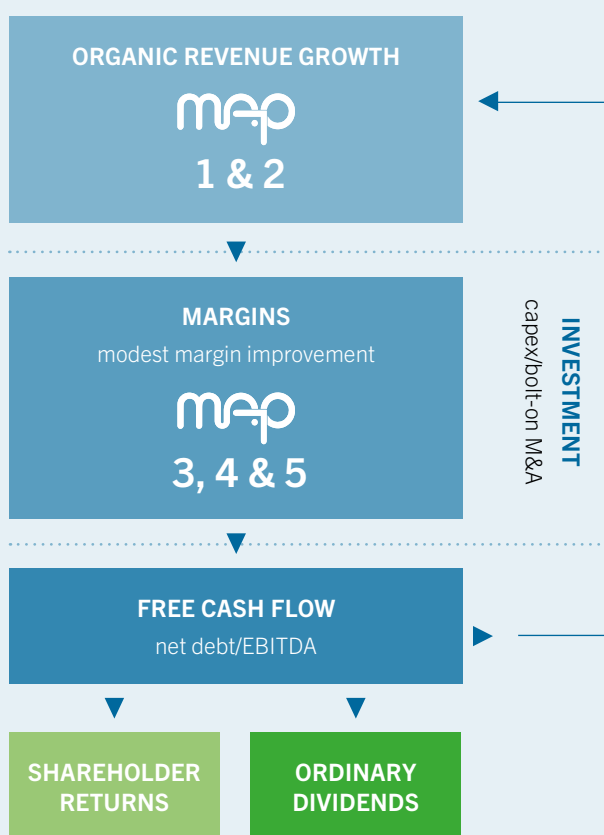 ORGANIC REVENUE GROWTH
map
1 & 2
MARGINS
modest margin improvement
map
3, 4 & 5
INVESTMENT
capex/bolt-on M&A
FREE CASH FLOW
net debt/EBITDA
SHAREHOLDER
RETURNS
ORDINARY
DIVIDENDS